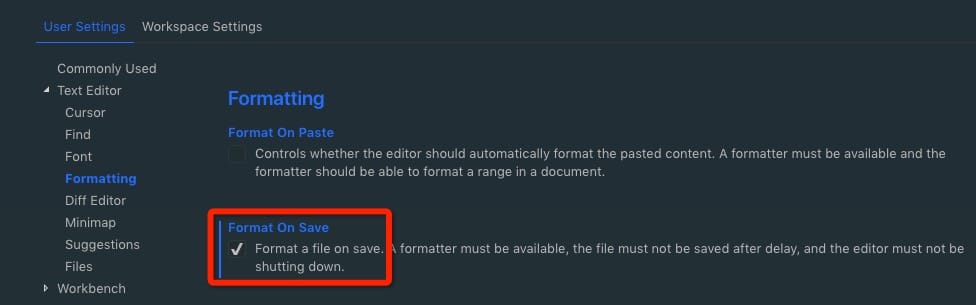 User Settings Workspace Settings
Commonly Used
Text Editor
Cursor
Find
Font
Formatting
Diff Editor
Minimap
Suggestions
Files
Workbench
Formatting
Format On Paste
Controls whether the editor should automatically format the pasted content. A formatter must be available and the
formatter should be able to format a range in a document.
Format On Save
Format a file on save. A formatter must be available, the file must not be saved after delay, and the editor must not be
shutting down.